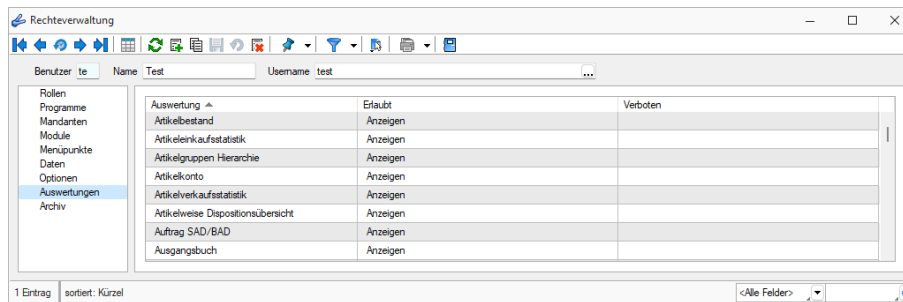 Rechteverwaltung
Benutzer te Name Test Username test ...
Rollen
Programme
Mandanten
Module
Menüpunkte
Daten
Optionen
Auswertungen
Archiv
Auswertung Erlaubt Verboten
Artikelbestand Anzeigen
Artikeleinkaufsstatistik Anzeigen
Artikelgruppen Hierarchie Anzeigen
Artikelkonto Anzeigen
Artikelverkaufsstatistik Anzeigen
Artikelweise Dispositionsübersicht Anzeigen
Auftrag SAD/BAD Anzeigen
Ausgangsbuch Anzeigen
1 Eintrag sortiert: Kürzel <Alle Felder>